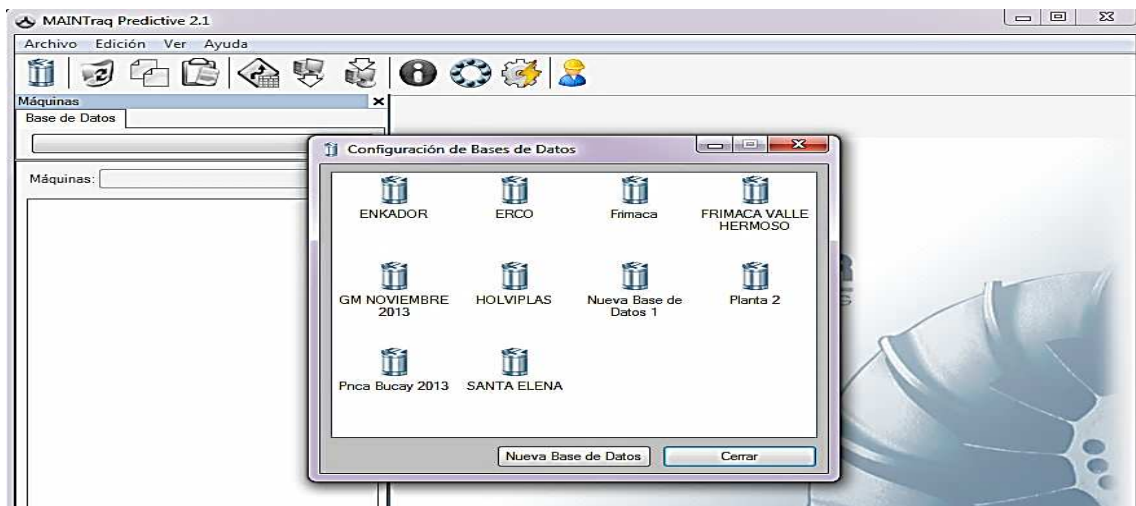 MAINTraq Predictive 2.1
Archivo Edición Ver Ayuda
Máquinas
Base de Datos
Máquinas:
Configuración de Bases de Datos
ENKADOR
ERCO
Frimaca
FRIMACA VALLE
HERMOSO
GM NOVIEMBRE
2013
HOLVIPLAS
Nueva Base de
Datos 1
Planta 2
Pnca Bucay 2013
SANTA ELENA
Nueva Base de Datos
Cerrar